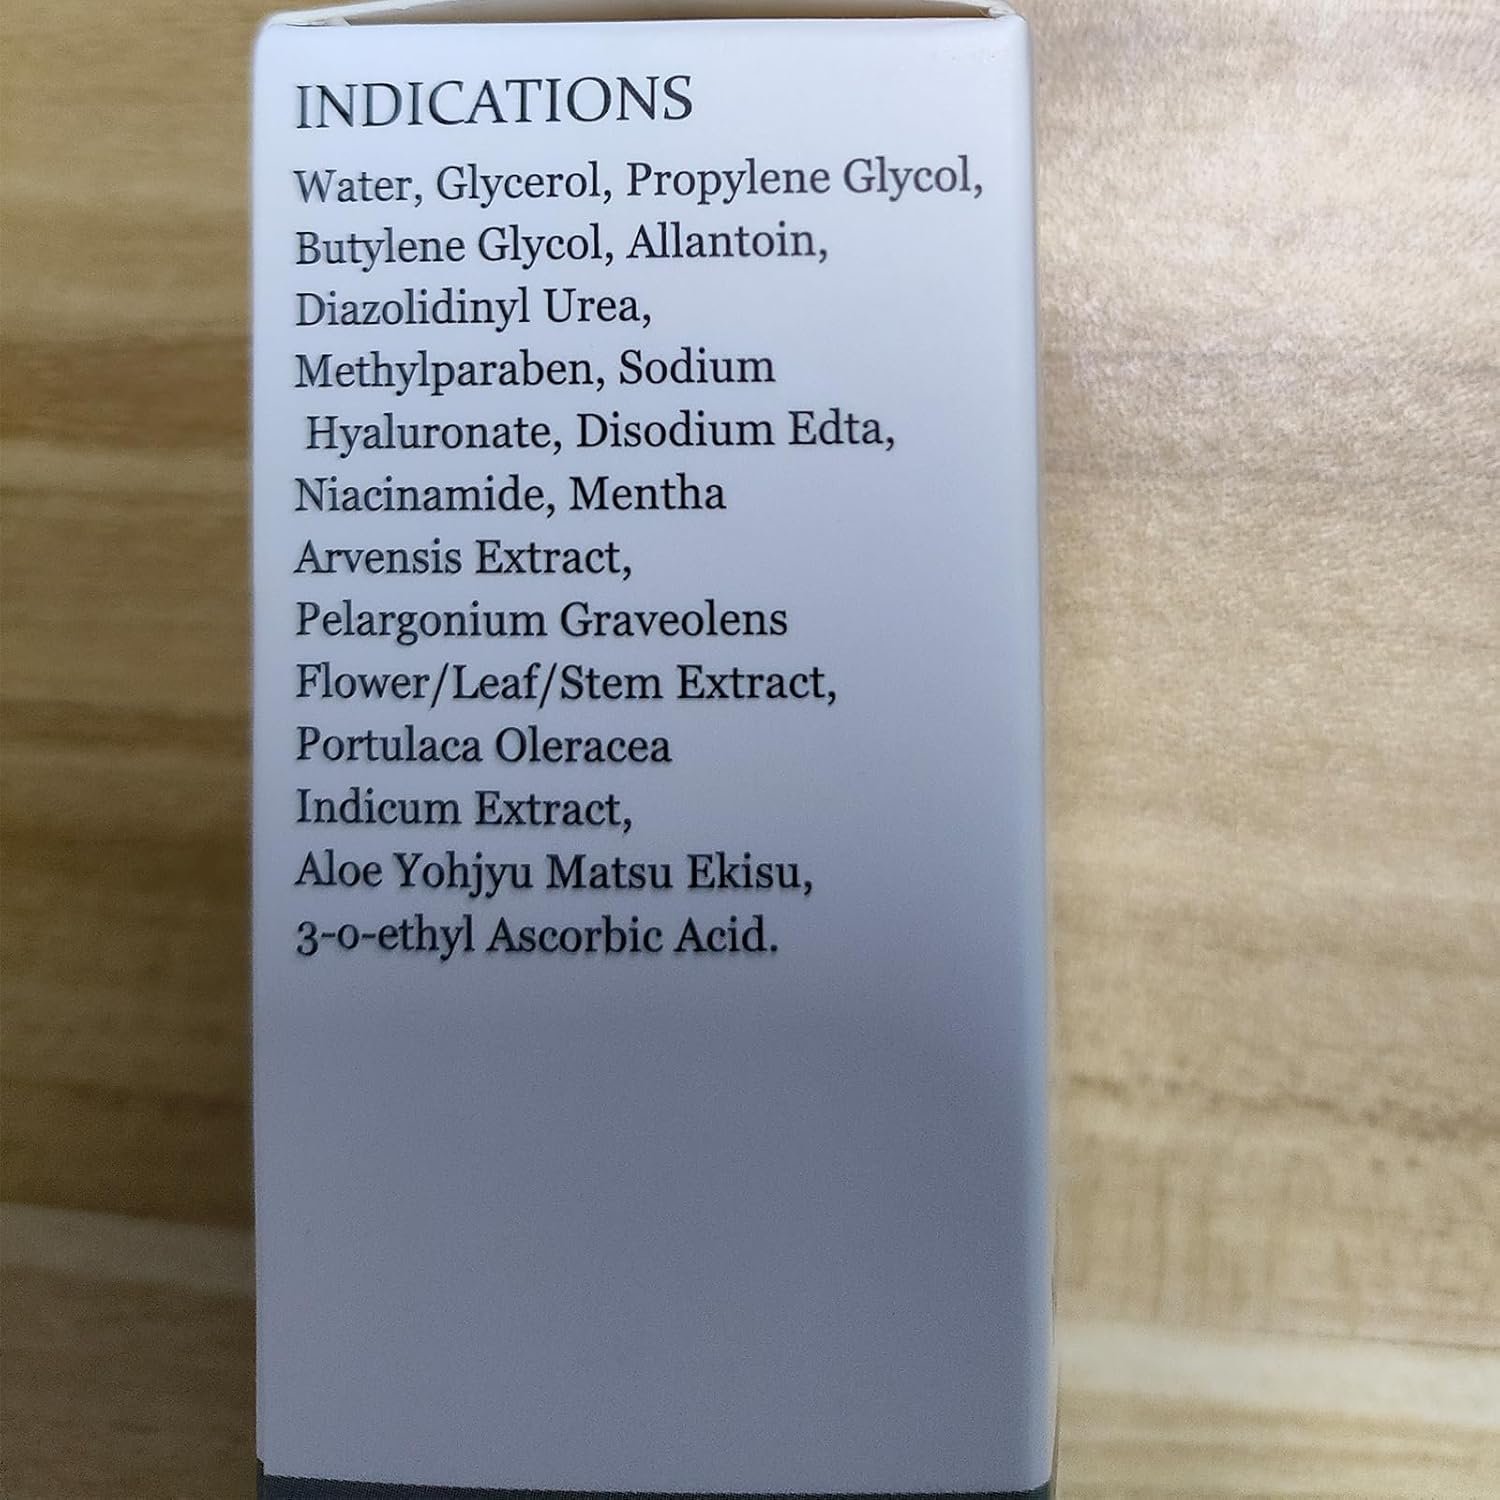 INDICATIONS
Water, Glycerol, Propylene Glycol,
Butylene Glycol, Allantoin,
Diazolidinyl Urea,
Methylparaben, Sodium
Hyaluronate, Disodium Edta,
Niacinamide, Mentha
Arvensis Extract,
Pelargonium Graveolens
Flower/Leaf/Stem Extract,
Portulaca Oleracea
Indicum Extract,
Aloe Yohjyu Matsu Ekisu,
3-o-ethyl Ascorbic Acid.